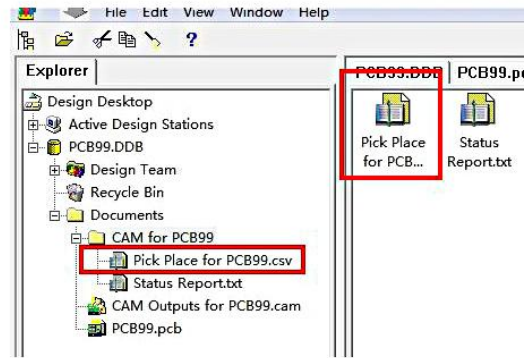 File Edit View Window Help
?
Explorer
Design Desktop
Active Design Stations
PCB99.DDB
Design Team
Recycle Bin
Documents
CAM for PCB99
Pick Place for PCB99.csv
Status Report.txt
CAM Outputs for PCB99.cam
PCB99.pcb
PCB99.DDB PCB99.pc
Pick Place
for PCB...
Status
Report.txt